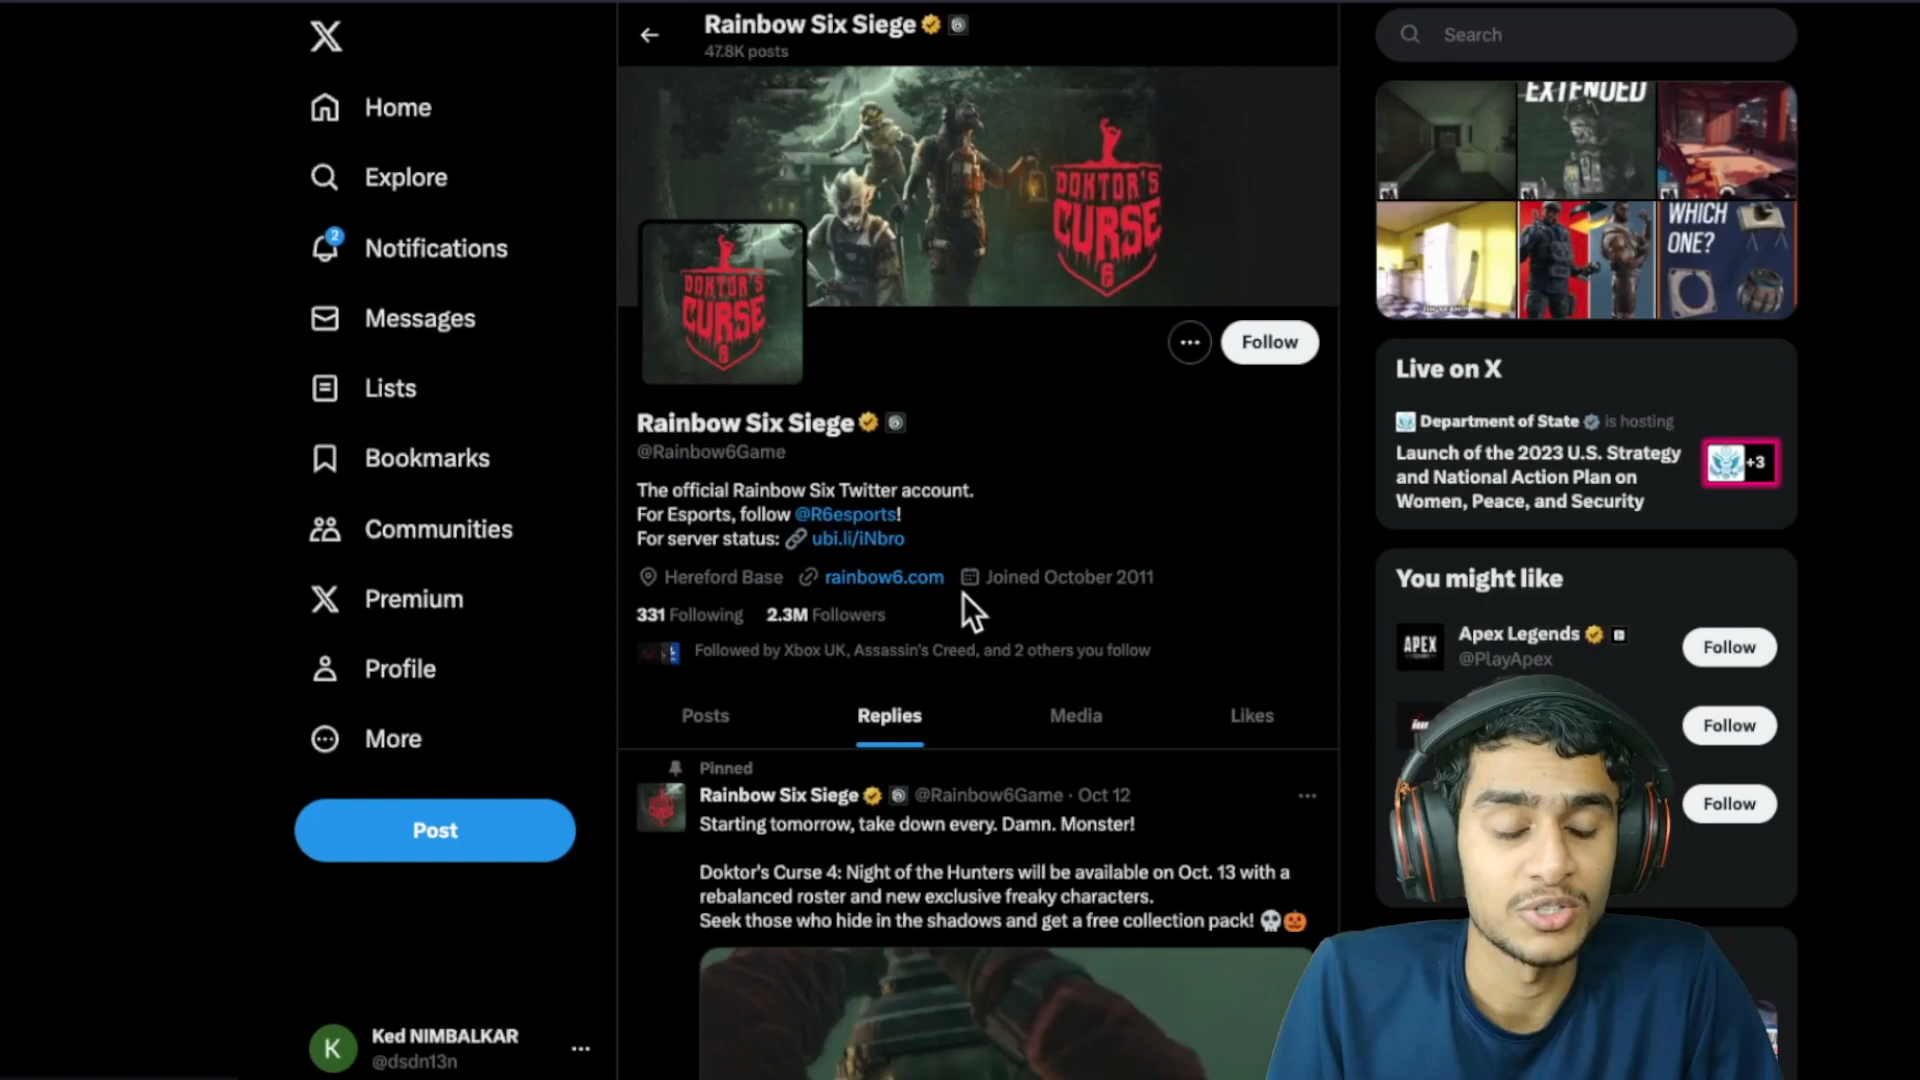 Rainbow Six Siege
47.8K posts
Home
Explore
2
Notifications
Messages
Lists
Bookmarks
Communities
Premium
Profile
More
Post
K
Ked NIMBALKAR
@dsdn13n
DOKTOR'S
CURSE
6
DOKTOR'S
CURSE
6
Follow
Rainbow Six Siege
@Rainbow6Game
The official Rainbow Six Twitter account.
For Esports, follow @R6esports!
For server status: 🔗 ubi.li/iNbro
Hereford Base rainbow6.com Joined October 2011
331 Following 2.3M Followers
Followed by Xbox UK, Assassin's Creed, and 2 others you follow
Posts Replies Media Likes
Pinned
Rainbow Six Siege @Rainbow6Game · Oct 12
Starting tomorrow, take down every. Damn. Monster!
Doktor's Curse 4: Night of the Hunters will be available on Oct. 13 with a
rebalanced roster and new exclusive freaky characters.
Seek those who hide in the shadows and get a free collection pack! 💀🎃
Search
EXTENDED
WHICH
ONE?
Live on X
Department of State is hosting
Launch of the 2023 U.S. Strategy
and National Action Plan on
Women, Peace, and Security
+3
You might like
APEX
Apex Legends
@PlayApex
Follow
Follow
Follow